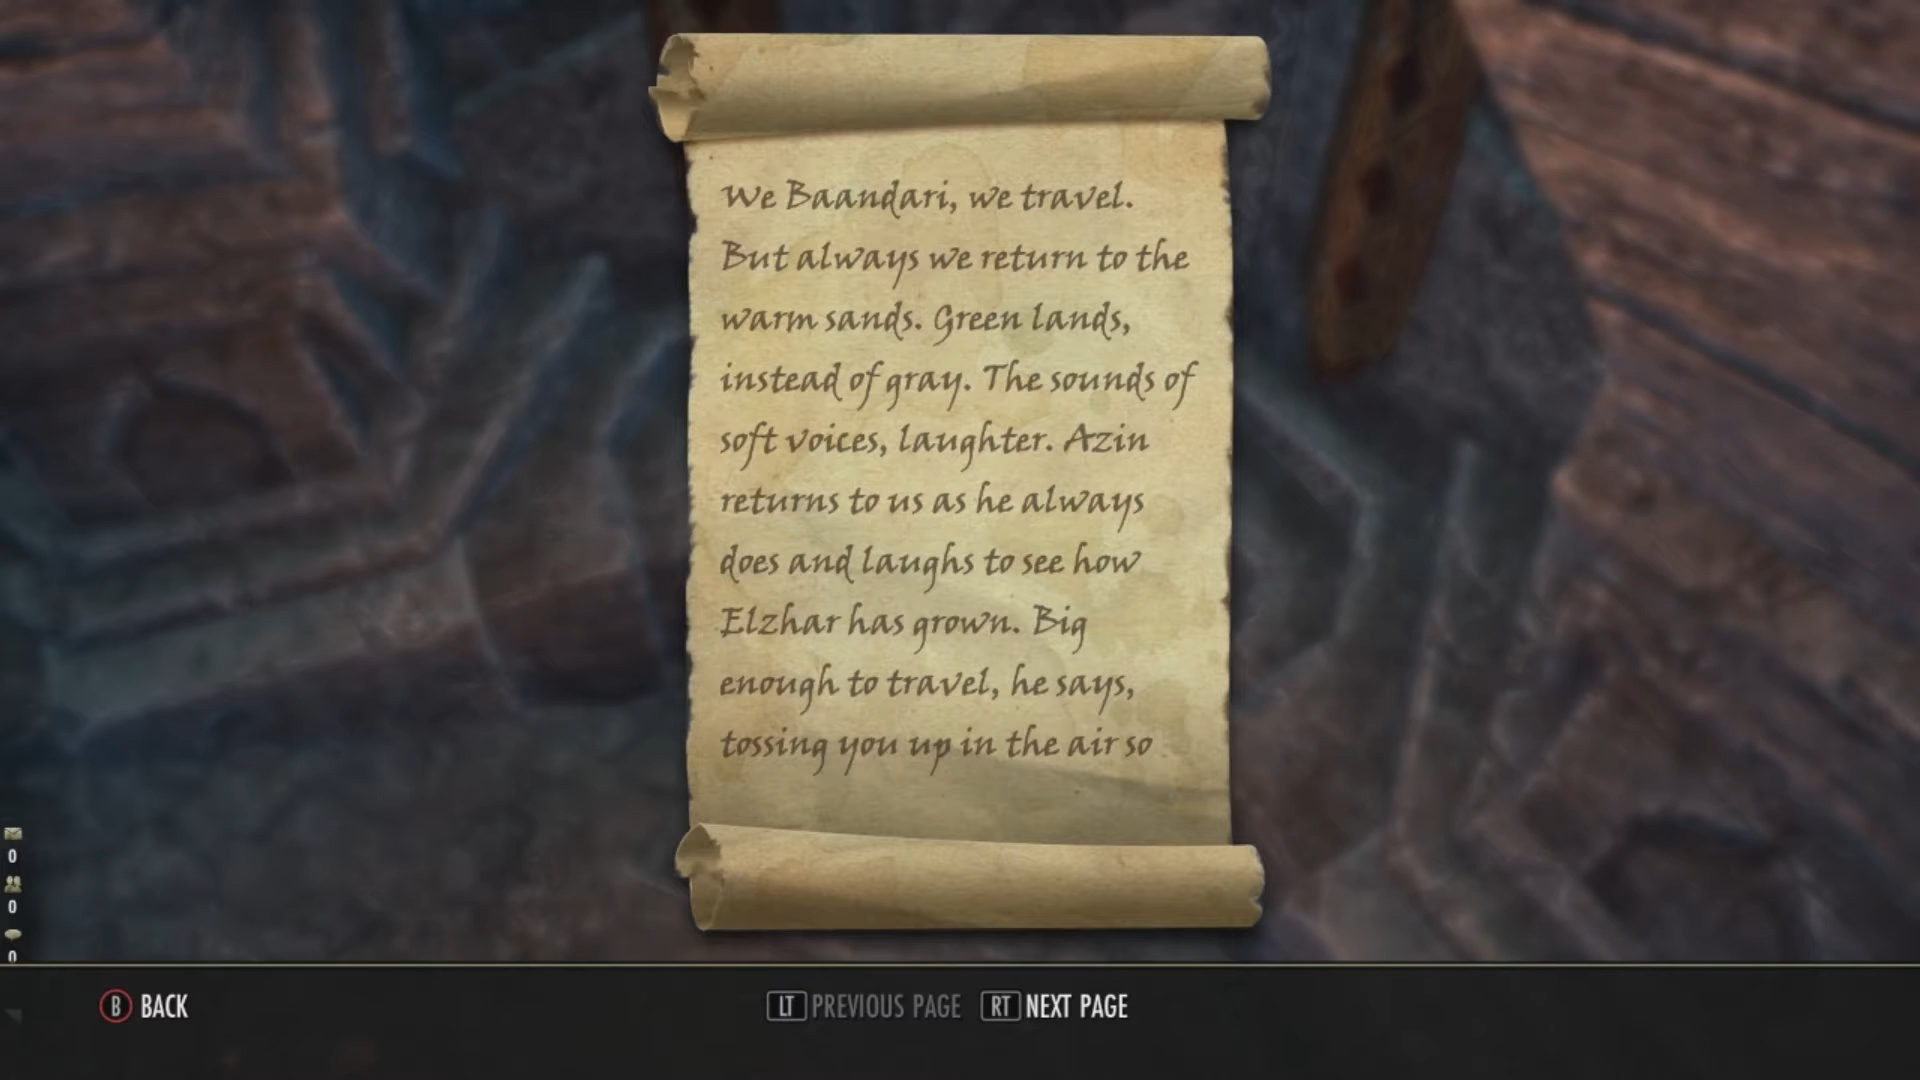 We Baandari, we travel.
But always we return to the
warm sands. Green lands,
instead of gray. The sounds of
soft voices, laughter. Azin
returns to us as he always
does and laughs to see how
Elzhar has grown. Big
enough to travel, he says,
tossing you up in the air so
0
0
0
B BACK
LT PREVIOUS PAGE RT NEXT PAGE